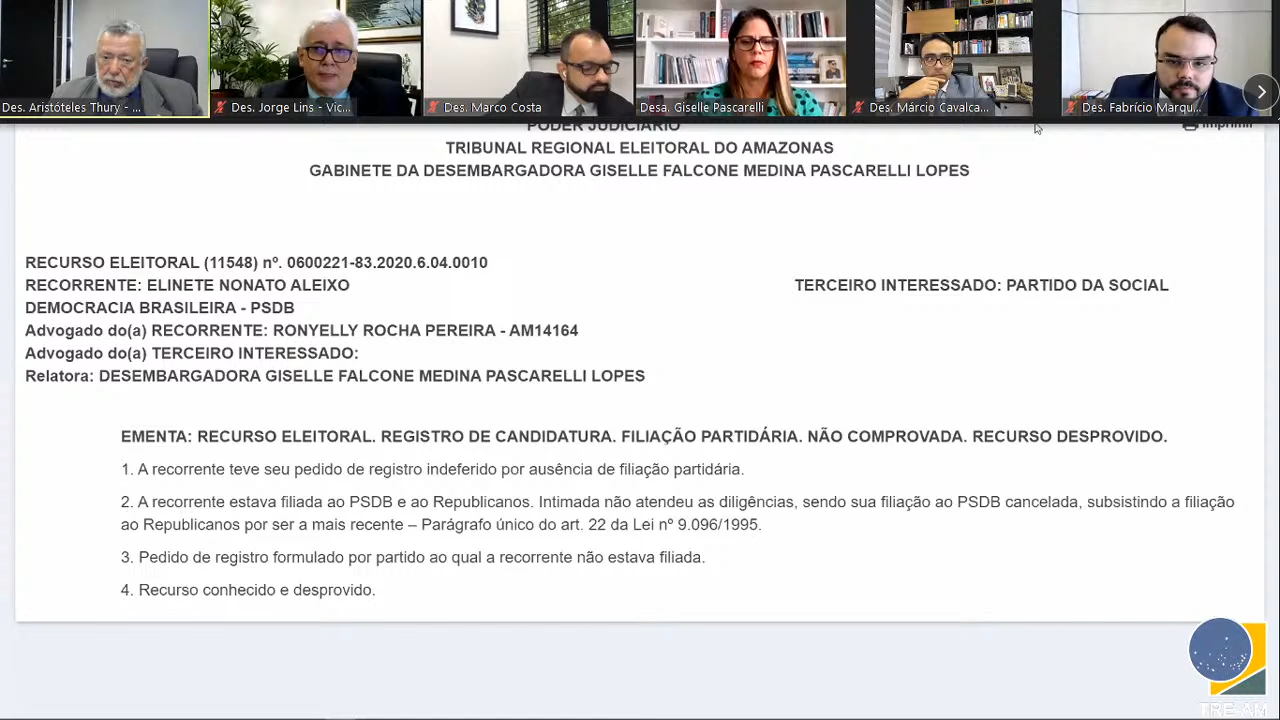 Des. Aristóteles Thury - ...
Des. Jorge Lins - Vic...
Des. Marco Costa
Desa. Giselle Pascarelli
Des. Márcio Cavalca...
Des. Fabrício Marqu...
PODER JUDICIÁRIO
Imprimir
TRIBUNAL REGIONAL ELEITORAL DO AMAZONAS
GABINETE DA DESEMBARGADORA GISELLE FALCONE MEDINA PASCARELLI LOPES
RECURSO ELEITORAL (11548) nº. 0600221-83.2020.6.04.0010
RECORRENTE: ELINETE NONATO ALEIXO TERCEIRO INTERESSADO: PARTIDO DA SOCIAL
DEMOCRACIA BRASILEIRA - PSDB
Advogado do(a) RECORRENTE: RONYELLY ROCHA PEREIRA - AM14164
Advogado do(a) TERCEIRO INTERESSADO:
Relatora: DESEMBARGADORA GISELLE FALCONE MEDINA PASCARELLI LOPES
EMENTA: RECURSO ELEITORAL. REGISTRO DE CANDIDATURA. FILIAÇÃO PARTIDÁRIA. NÃO COMPROVADA. RECURSO DESPROVIDO.
1. A recorrente teve seu pedido de registro indeferido por ausência de filiação partidária.
2. A recorrente estava filiada ao PSDB e ao Republicanos. Intimada não atendeu as diligências, sendo sua filiação ao PSDB cancelada, subsistindo a filiação
ao Republicanos por ser a mais recente – Parágrafo único do art. 22 da Lei nº 9.096/1995.
3. Pedido de registro formulado por partido ao qual a recorrente não estava filiada.
4. Recurso conhecido e desprovido.
TRE-AM